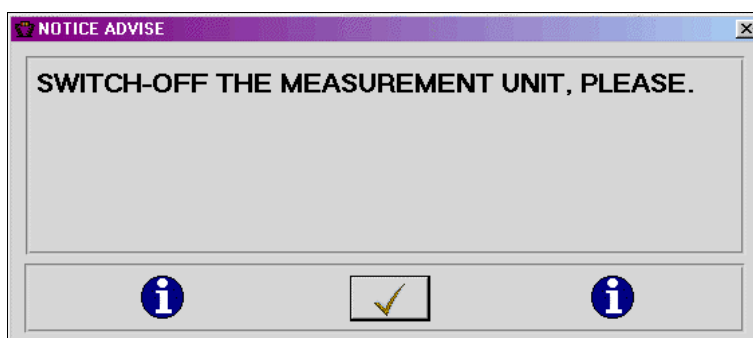 NOTICE ADVISE
SWITCH-OFF THE MEASUREMENT UNIT, PLEASE.